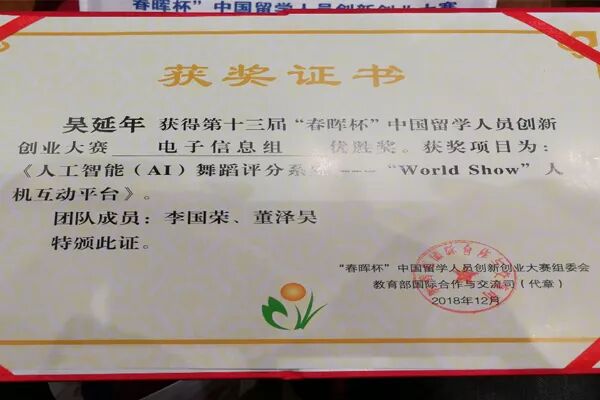 春晖杯”中国留学人员创新创业大赛
获奖证书
吴延年 获得第十三届“春晖杯”中国留学人员创新
创业大赛 电子信息组 优胜奖。获奖项目为：
《人工智能（AI）舞蹈评分系统---“World Show”人
机互动平台》。
团队成员：李国荣、董泽昊
特颁此证。
“春晖杯”中国留学人员创新创业大赛组委会
教育部国际合作与交流司（代章）
2018年12月